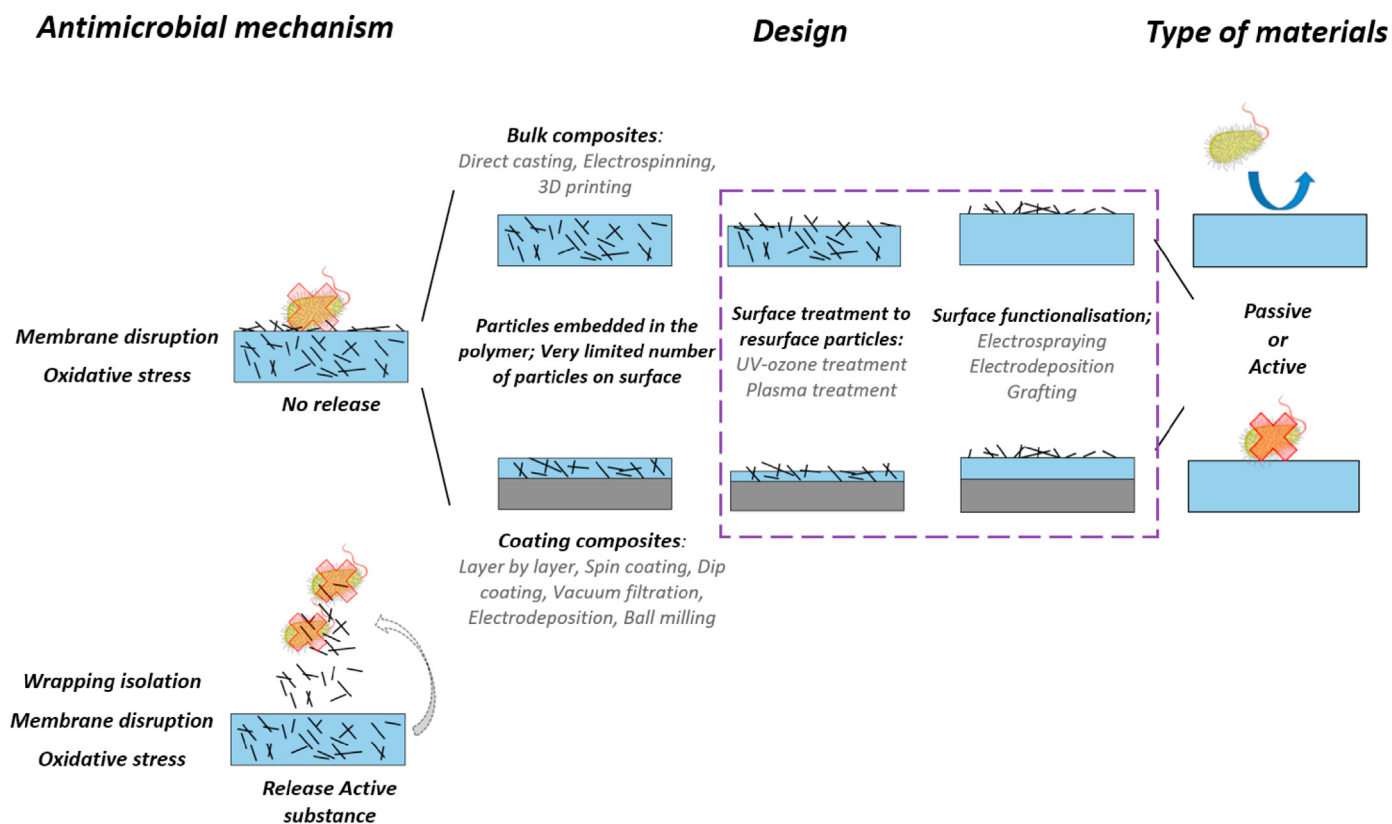 Antimicrobial mechanism
Design
Type of materials
Bulk composites:
Direct casting, Electrospinning,
3D printing
Membrane disruption
Oxidative stress
No release
Particles embedded in the
polymer; Very limited number
of particles on surface
Surface treatment to
resurface particles:
UV-ozone treatment
Plasma treatment
Surface functionalisation;
Electrospraying
Electrodeposition
Grafting
Passive
or
Active
Coating composites:
Layer by layer, Spin coating, Dip
coating, Vacuum filtration,
Electrodeposition, Ball milling
Wrapping isolation
Membrane disruption
Oxidative stress
Release Active
substance